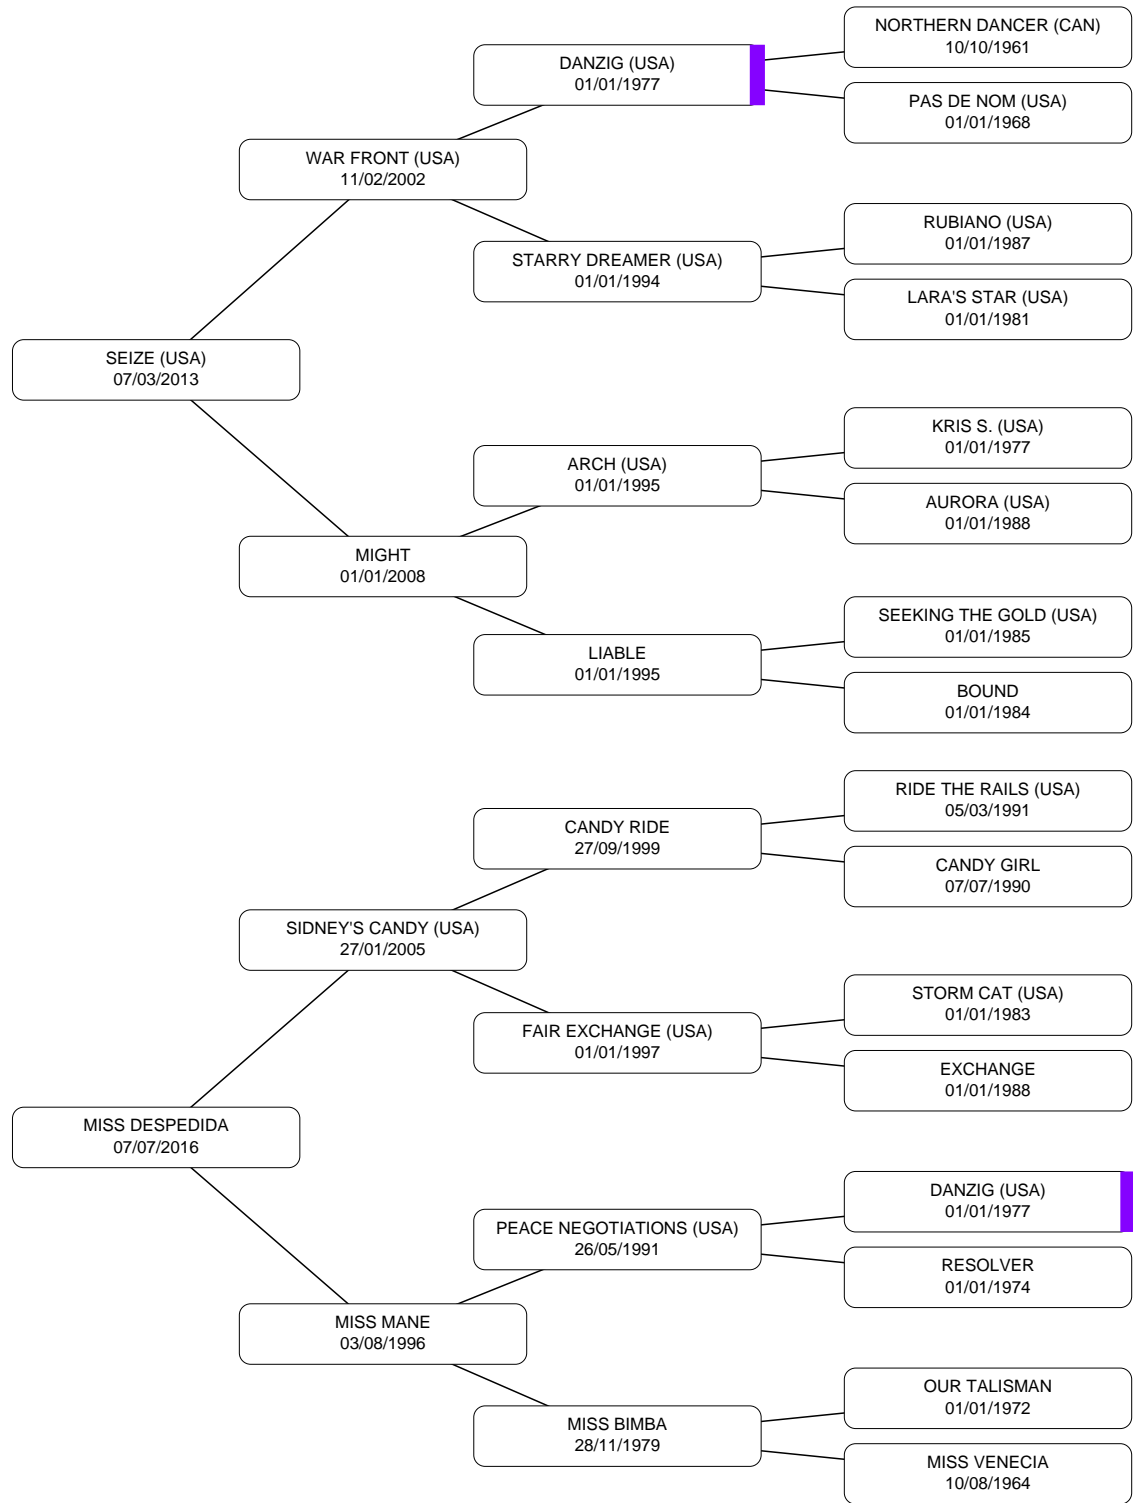 NORTHERN DANCER (CAN)
10/10/1961
DANZIG (USA)
01/01/1977
PAS DE NOM (USA)
01/01/1968
WAR FRONT (USA)
11/02/2002
RUBIANO (USA)
01/01/1987
STARRY DREAMER (USA)
01/01/1994
LARA'S STAR (USA)
01/01/1981
SEIZE (USA)
07/03/2013
KRIS S. (USA)
01/01/1977
ARCH (USA)
01/01/1995
AURORA (USA)
01/01/1988
MIGHT
01/01/2008
SEEKING THE GOLD (USA)
01/01/1985
LIABLE
01/01/1995
BOUND
01/01/1984
RIDE THE RAILS (USA)
05/03/1991
CANDY RIDE
27/09/1999
CANDY GIRL
07/07/1990
SIDNEY'S CANDY (USA)
27/01/2005
STORM CAT (USA)
01/01/1983
FAIR EXCHANGE (USA)
01/01/1997
EXCHANGE
01/01/1988
MISS DESPEDIDA
07/07/2016
DANZIG (USA)
01/01/1977
PEACE NEGOTIATIONS (USA)
26/05/1991
RESOLVER
01/01/1974
MISS MANE
03/08/1996
OUR TALISMAN
01/01/1972
MISS BIMBA
28/11/1979
MISS VENECIA
10/08/1964